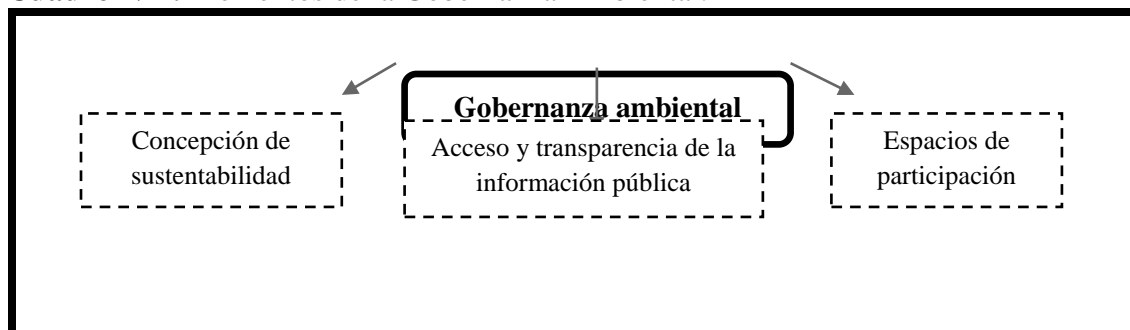 Gobernanza ambiental
Concepción de
sustentabilidad
Acceso y transparencia de la
información pública
Espacios de
participación